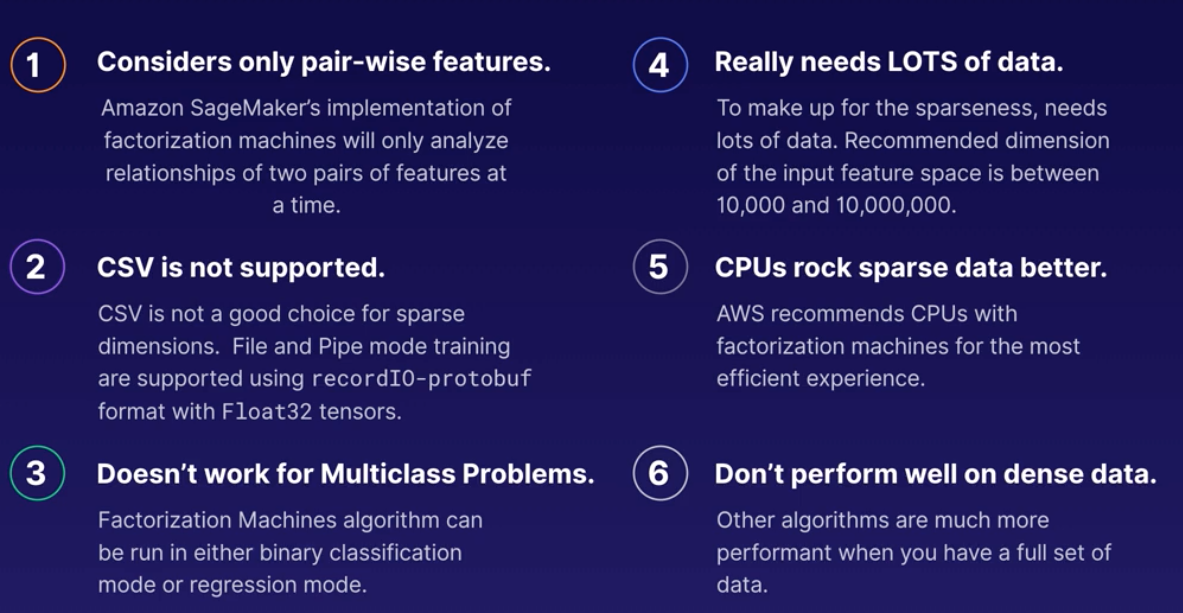 1
Considers only pair-wise features.
Amazon SageMaker’s implementation of
factorization machines will only analyze
relationships of two pairs of features at
a time.
2
CSV is not supported.
CSV is not a good choice for sparse
dimensions. File and Pipe mode training
are supported using recordIO-protobuf
format with Float32 tensors.
3
Doesn’t work for Multiclass Problems.
Factorization Machines algorithm can
be run in either binary classification
mode or regression mode.
4
Really needs LOTS of data.
To make up for the sparseness, needs
lots of data. Recommended dimension
of the input feature space is between
10,000 and 10,000,000.
5
CPUs rock sparse data better.
AWS recommends CPUs with
factorization machines for the most
efficient experience.
6
Don’t perform well on dense data.
Other algorithms are much more
performant when you have a full set of
data.